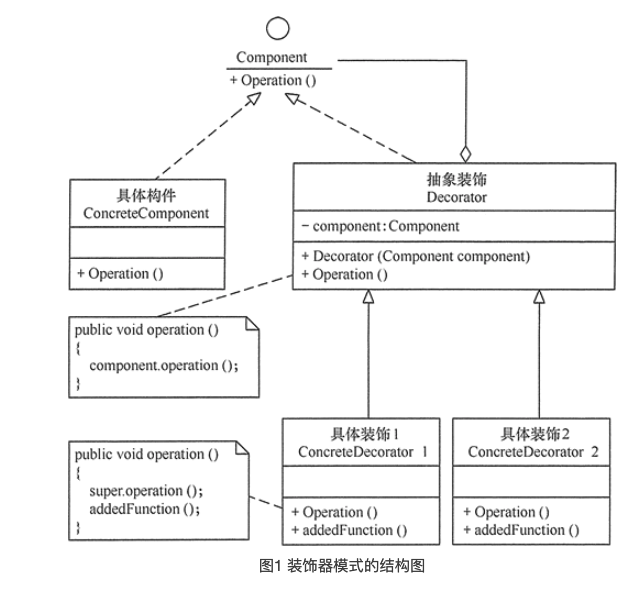 Component
+ Operation ()
具体构件
ConcreteComponent
+ Operation ()
抽象装饰
Decorator
- component:Component
+ Decorator (Component component)
+ Operation ()
public void operation ()
{
component.operation ();
}
具体装饰1
ConcreteDecorator 1
+ Operation ()
+ addedFunction ()
具体装饰2
ConcreteDecorator 2
+ Operation ()
+ addedFunction ()
public void operation ()
{
super.operation ();
addedFunction ();
}
图1 装饰器模式的结构图